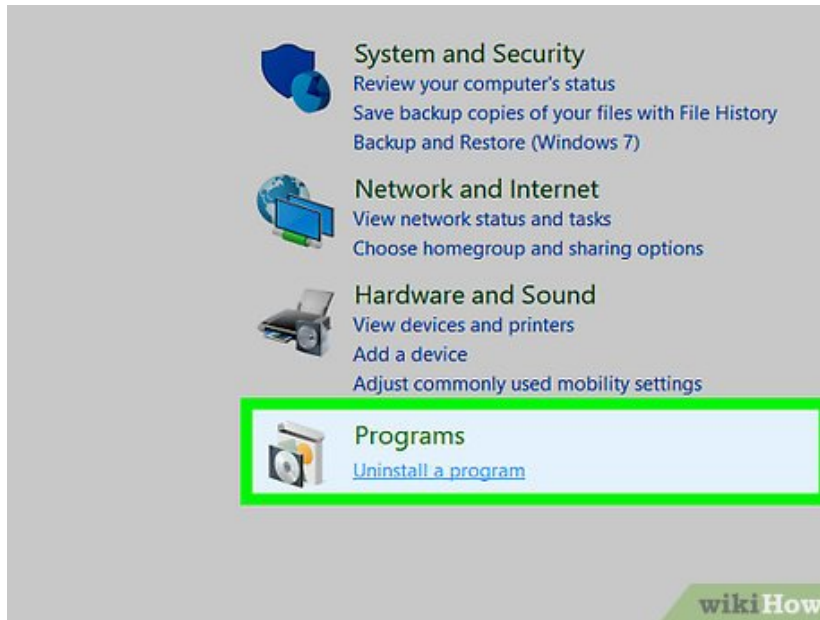 System and Security
Review your computer's status
Save backup copies of your files with File History
Backup and Restore (Windows 7)
Network and Internet
View network status and tasks
Choose homegroup and sharing options
Hardware and Sound
View devices and printers
Add a device
Adjust commonly used mobility settings
Programs
Uninstall a program
wikiHow